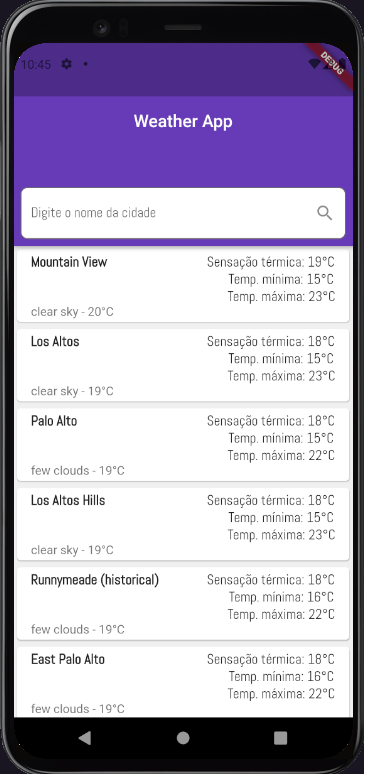 10:45
DEBUG
Weather App
Digite o nome da cidade
Mountain View
Sensação térmica: 19°C
Temp. mínima: 15°C
Temp. máxima: 23°C
clear sky - 20°C
Los Altos
Sensação térmica: 18°C
Temp. mínima: 15°C
Temp. máxima: 23°C
clear sky - 19°C
Palo Alto
Sensação térmica: 18°C
Temp. mínima: 15°C
Temp. máxima: 22°C
few clouds - 19°C
Los Altos Hills
Sensação térmica: 18°C
Temp. mínima: 15°C
Temp. máxima: 23°C
clear sky - 19°C
Runnymeade (historical)
Sensação térmica: 18°C
Temp. mínima: 16°C
Temp. máxima: 22°C
few clouds - 19°C
East Palo Alto
Sensação térmica: 18°C
Temp. mínima: 16°C
Temp. máxima: 22°C
few clouds - 19°C